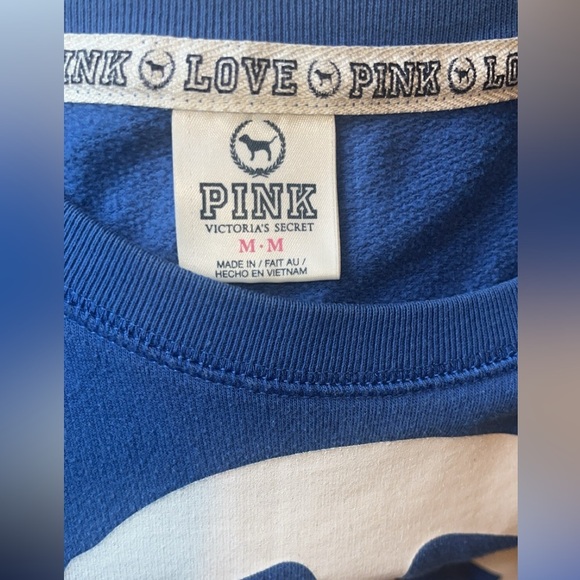 PINK LOVE PINK LO
PINK
VICTORIA'S SECRET
M · M
MADE IN / FAIT AU /
HECHO EN VIETNAM